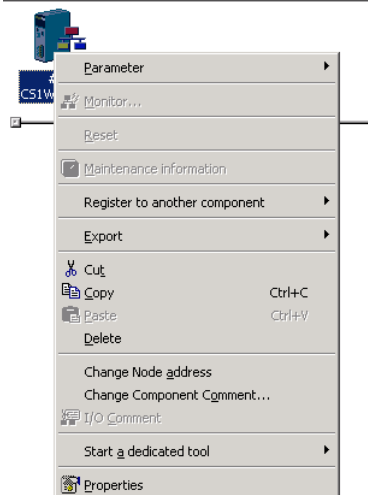 #
CS1W
Parameter
Monitor...
Reset
Maintenance information
Register to another component
Export
Cut
Copy Ctrl+C
Paste Ctrl+V
Delete
Change Node address
Change Component Comment...
I/O Comment
Start a dedicated tool
Properties